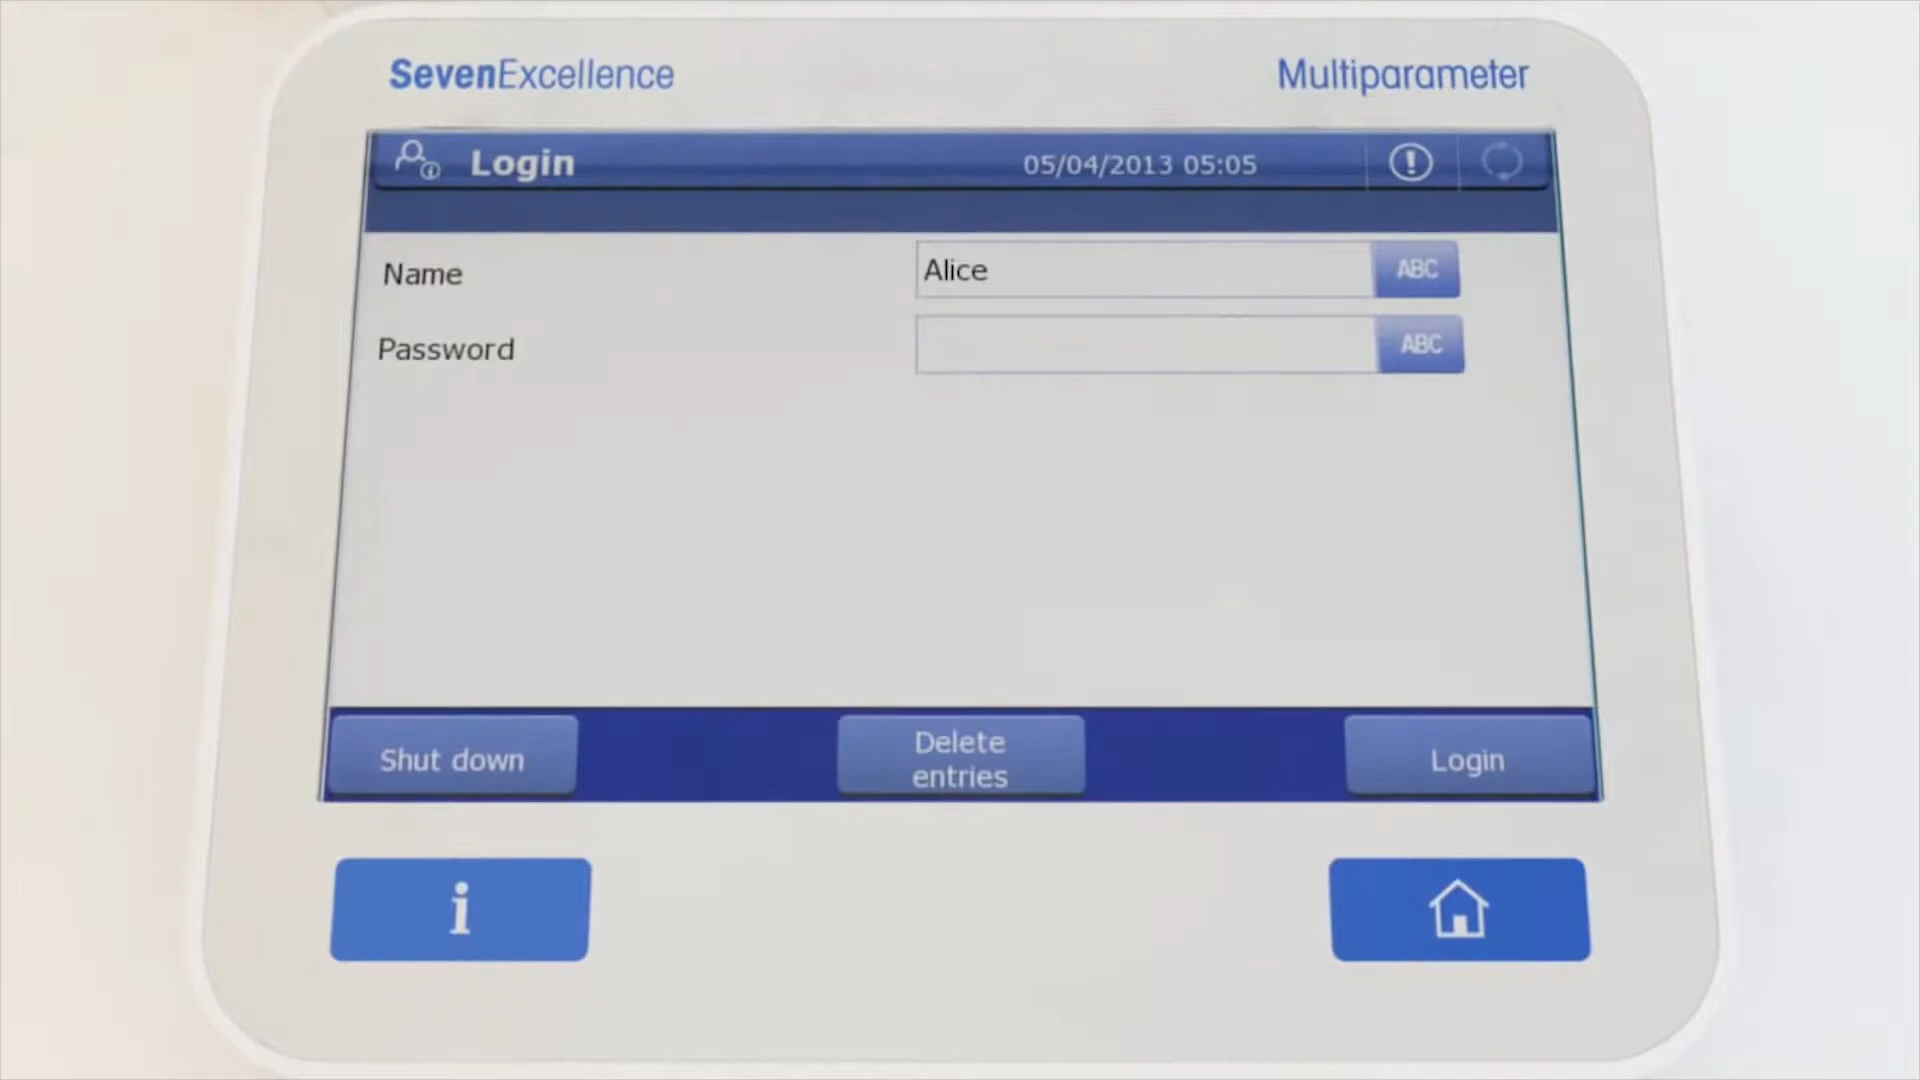 SevenExcellence
Multiparameter
Login
05/04/2013 05:05
Name
Alice
ABC
Password
ABC
Shut down
Delete
entries
Login
i